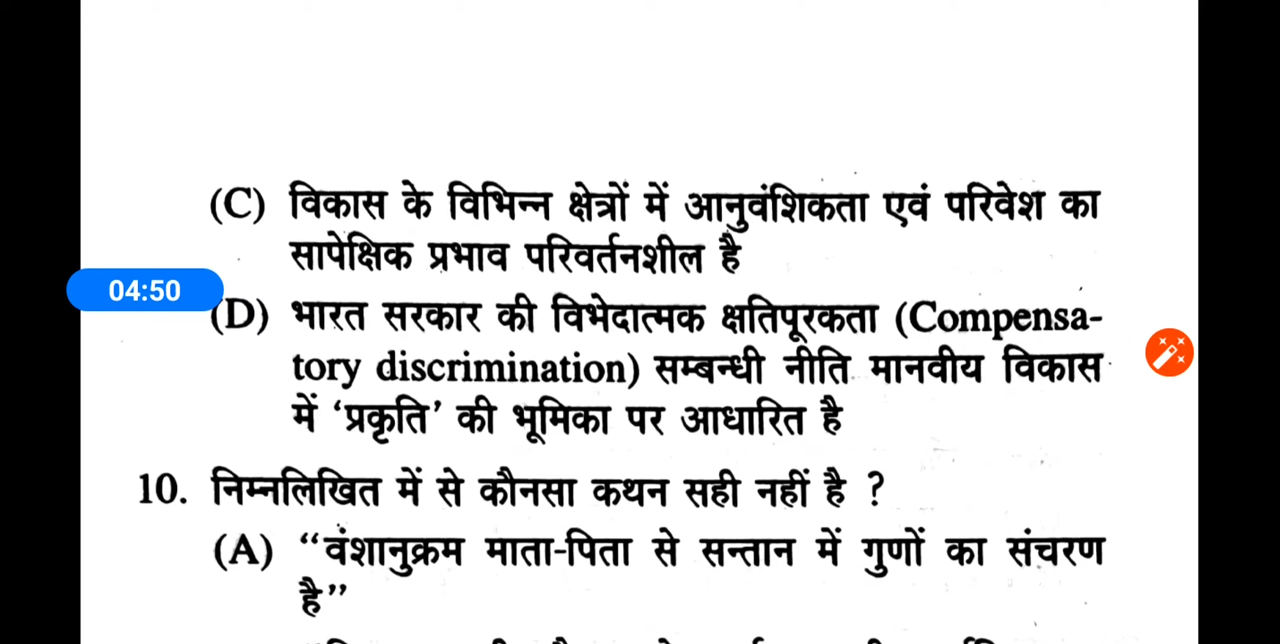 (C) विकास के विभिन्न क्षेत्रों में आनुवंशिकता एवं परिवेश का
सापेक्षिक प्रभाव परिवर्तनशील है
04:50
(D) भारत सरकार की विभेदात्मक क्षतिपूरकता (Compensa-
tory discrimination) सम्बन्धी नीति मानवीय विकास
में ‘प्रकृति’ की भूमिका पर आधारित है
10. निम्नलिखित में से कौनसा कथन सही नहीं है ?
(A) “वंशानुक्रम माता-पिता से सन्तान में गुणों का संचरण
है”